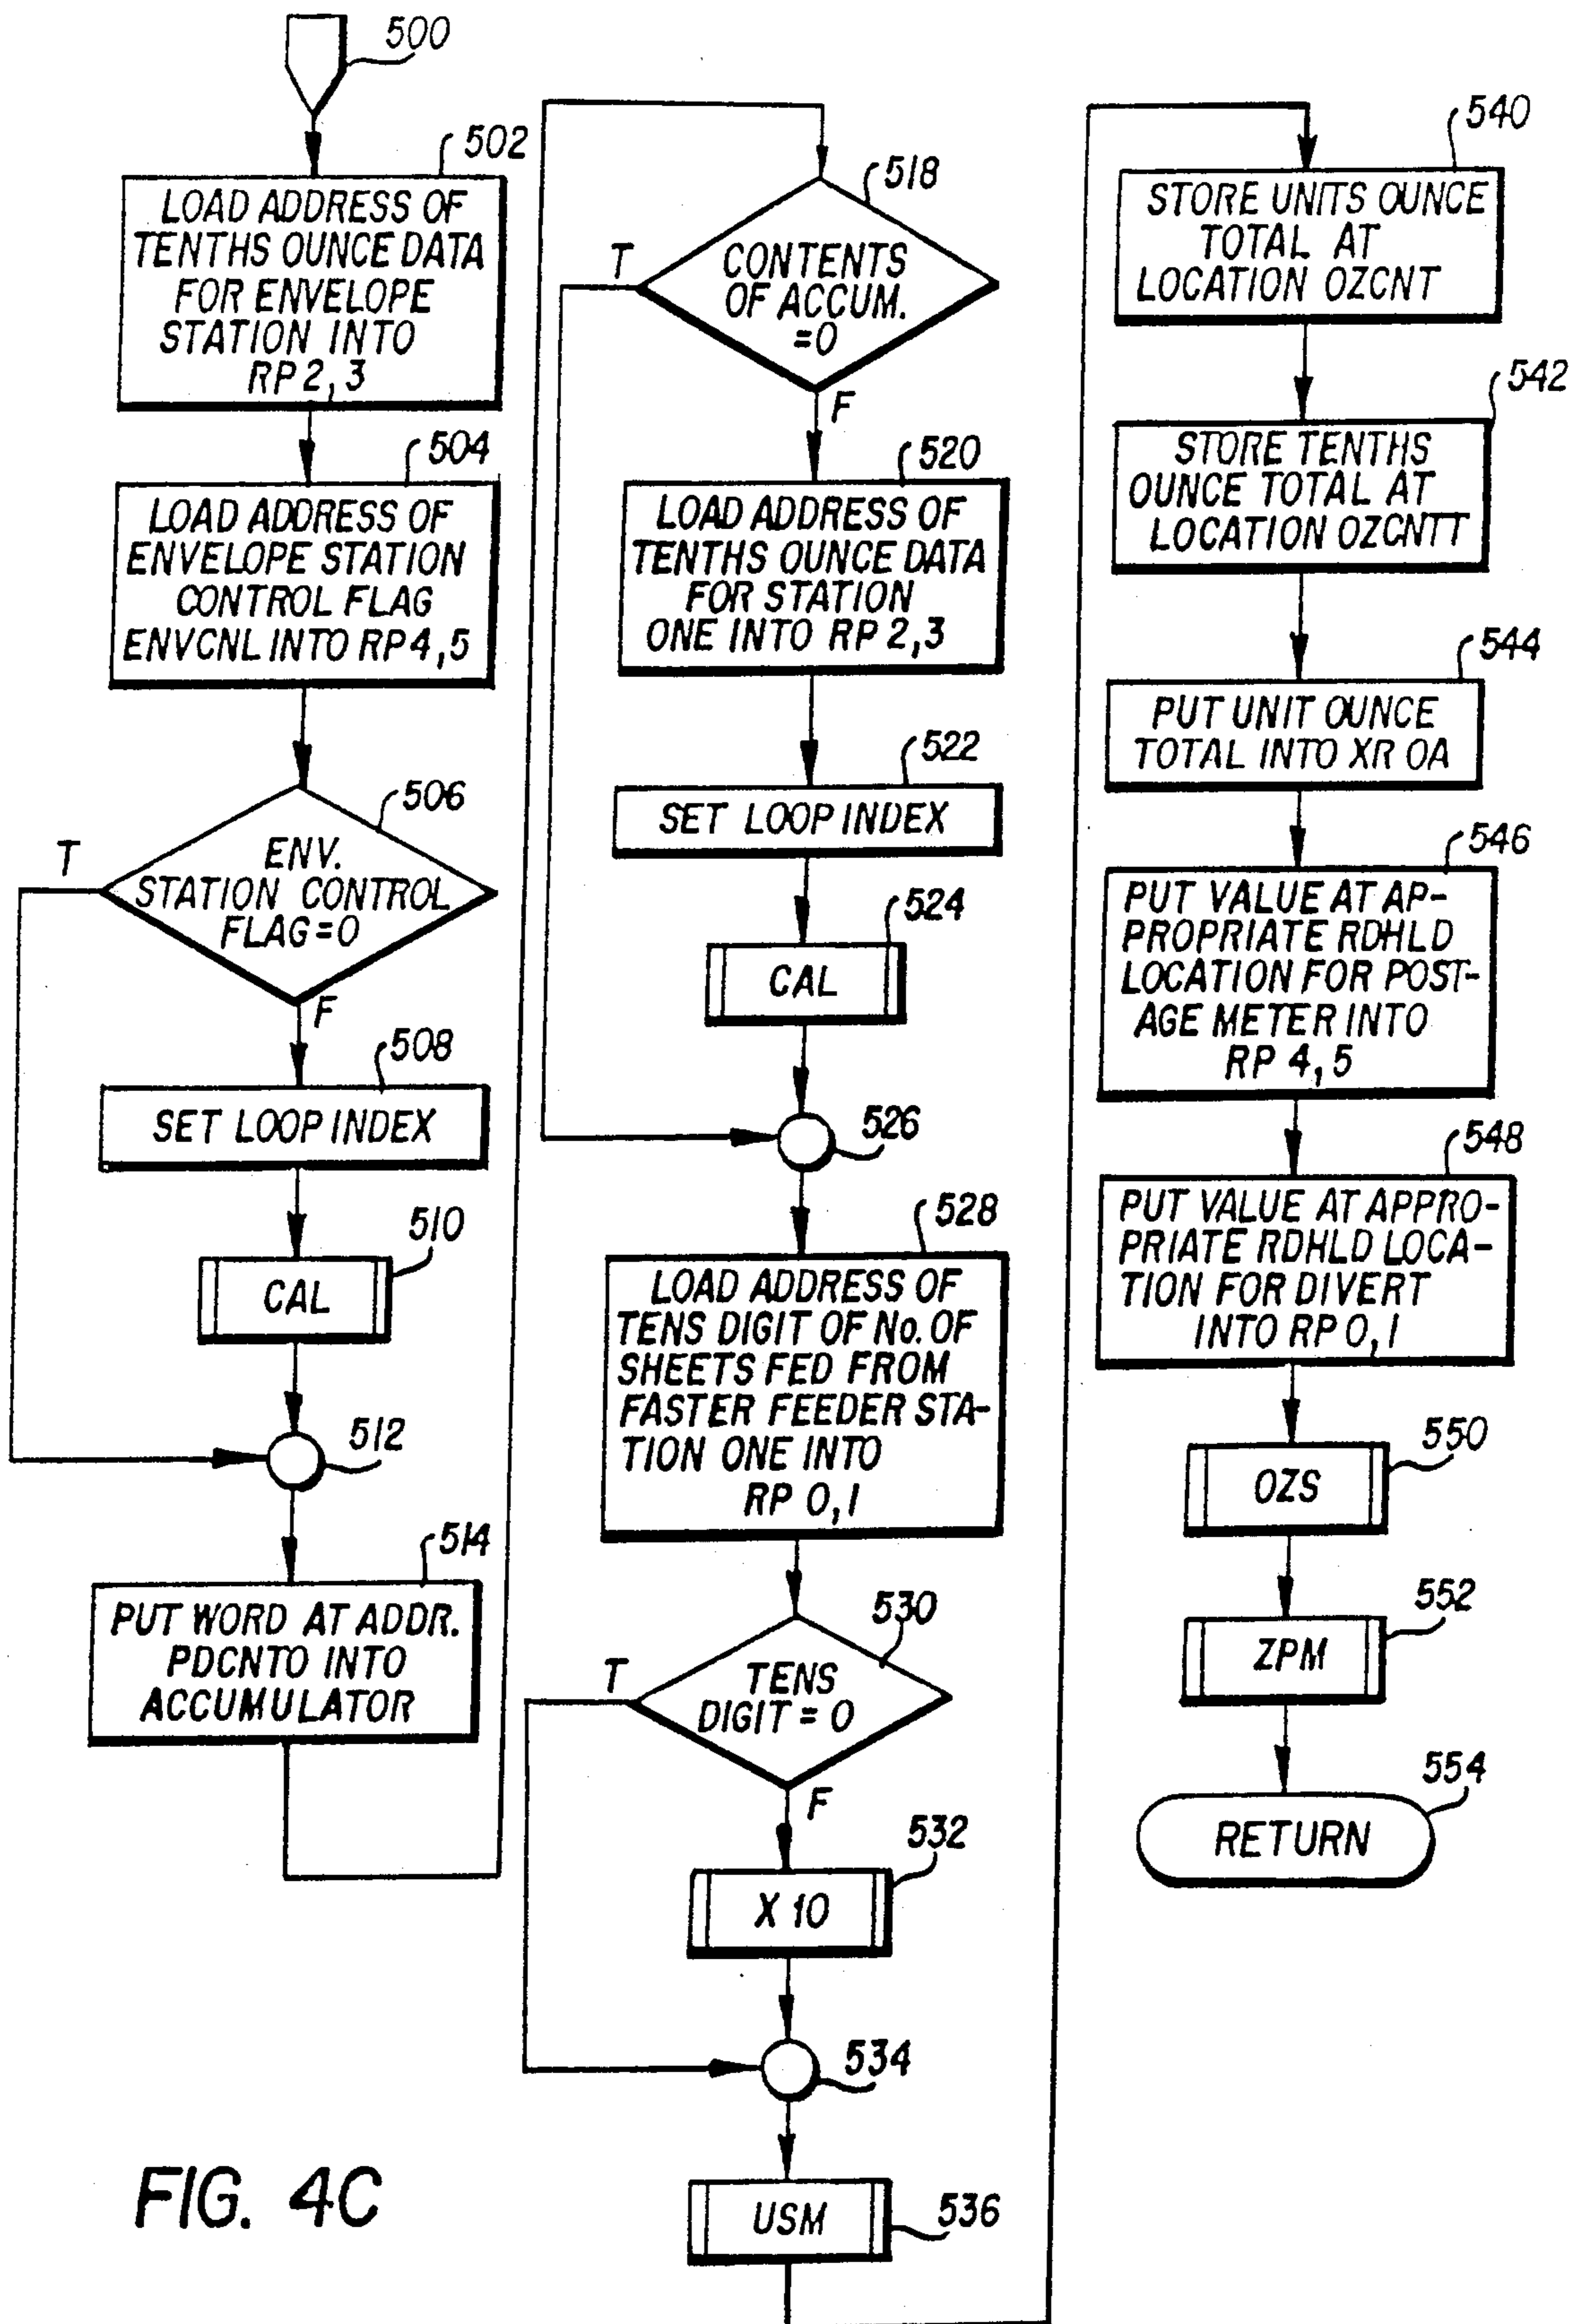 500
502
LOAD ADDRESS OF
TENTHS OUNCE DATA
FOR ENVELOPE
STATION INTO
RP 2, 3
504
LOAD ADDRESS OF
ENVELOPE STATION
CONTROL FLAG
ENVCNL INTO RP 4, 5
506
T
ENV.
STATION CONTROL
FLAG = 0
F
508
SET LOOP INDEX
510
CAL
512
514
PUT WORD AT ADDR.
PDCNTO INTO
ACCUMULATOR
518
T
CONTENTS
OF ACCUM.
=0
F
520
LOAD ADDRESS OF
TENTHS OUNCE DATA
FOR STATION
ONE INTO RP 2, 3
522
SET LOOP INDEX
524
CAL
526
528
LOAD ADDRESS OF
TENS DIGIT OF No. OF
SHEETS FED FROM
FASTER FEEDER STA-
TION ONE INTO
RP 0, 1
530
T
TENS
DIGIT = 0
F
532
X 10
534
USM
536
540
STORE UNITS OUNCE
TOTAL AT
LOCATION OZCNT
542
STORE TENTHS
OUNCE TOTAL AT
LOCATION OZCNTT
544
PUT UNIT OUNCE
TOTAL INTO XR OA
546
PUT VALUE AT AP-
PROPRIATE RDHLD
LOCATION FOR POST-
AGE METER INTO
RP 4, 5
548
PUT VALUE AT APPRO-
PRIATE RDHLD LOCA-
TION FOR DIVERT
INTO RP 0, 1
550
OZS
552
ZPM
554
RETURN
FIG. 4C